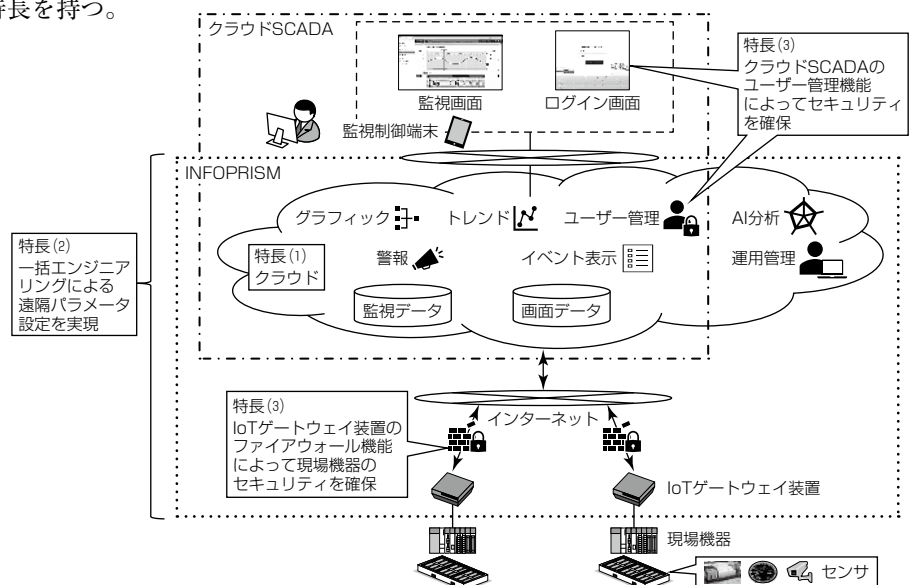 特長を持つ。
クラウドSCADA
監視画面
ログイン画面
監視制御端末
特長(3)
クラウドSCADAの
ユーザー管理機能
によってセキュリティ
を確保
INFOPRISM
グラフィック
トレンド
ユーザー管理
AI分析
特長(1)
クラウド
警報
イベント表示
運用管理
監視データ
画面データ
特長(2)
一括エンジニア
リングによる
遠隔パラメータ
設定を実現
インターネット
特長(3)
IoTゲートウェイ装置の
ファイアウォール機能
によって現場機器の
セキュリティを確保
IoTゲートウェイ装置
現場機器
センサ